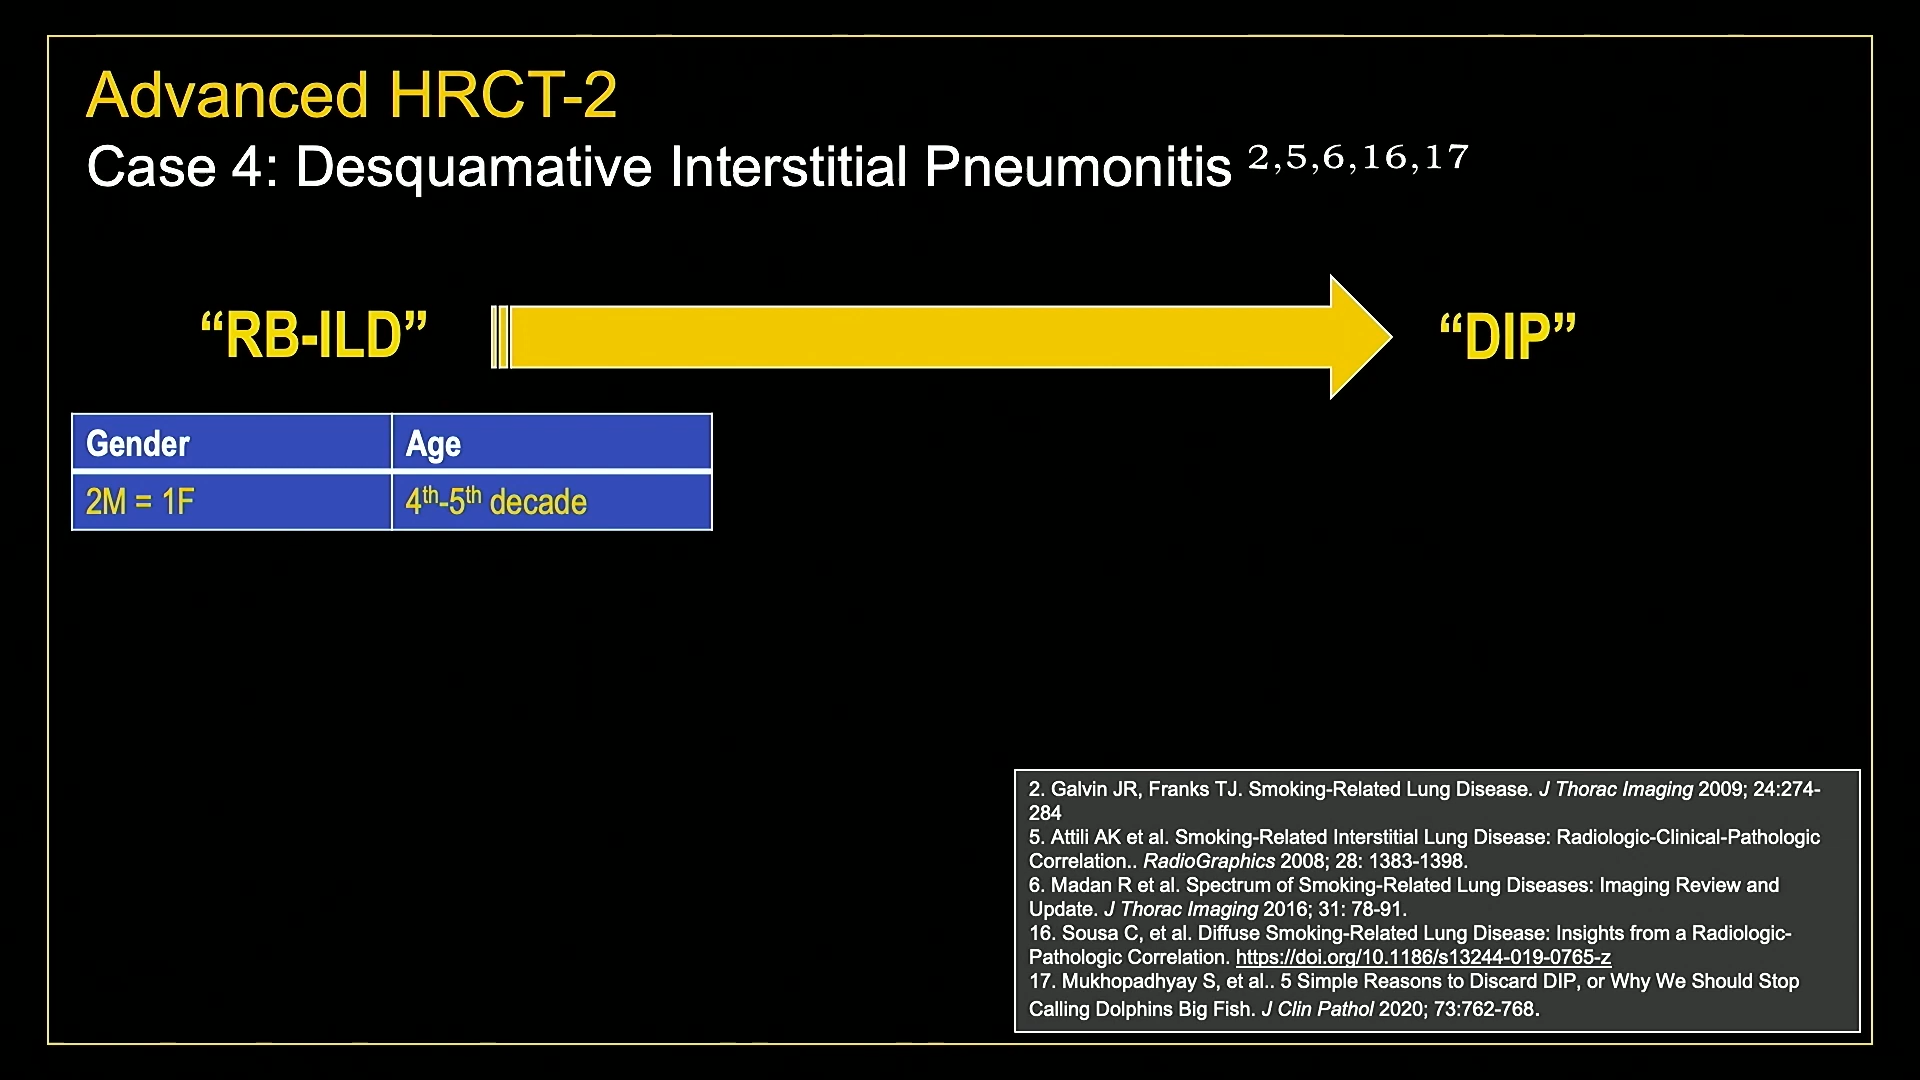 Advanced HRCT-2
Case 4: Desquamative Interstitial Pneumonitis 2,5,6,16,17
“RB-ILD”
“DIP”
Gender Age
2M = 1F 4th-5th decade
2. Galvin JR, Franks TJ. Smoking-Related Lung Disease. J Thorac Imaging 2009; 24:274-
284
5. Attili AK et al. Smoking-Related Interstitial Lung Disease: Radiologic-Clinical-Pathologic
Correlation.. RadioGraphics 2008; 28: 1383-1398.
6. Madan R et al. Spectrum of Smoking-Related Lung Diseases: Imaging Review and
Update. J Thorac Imaging 2016; 31: 78-91.
16. Sousa C, et al. Diffuse Smoking-Related Lung Disease: Insights from a Radiologic-
Pathologic Correlation. https://doi.org/10.1186/s13244-019-0765-z
17. Mukhopadhyay S, et al.. 5 Simple Reasons to Discard DIP, or Why We Should Stop
Calling Dolphins Big Fish. J Clin Pathol 2020; 73:762-768.